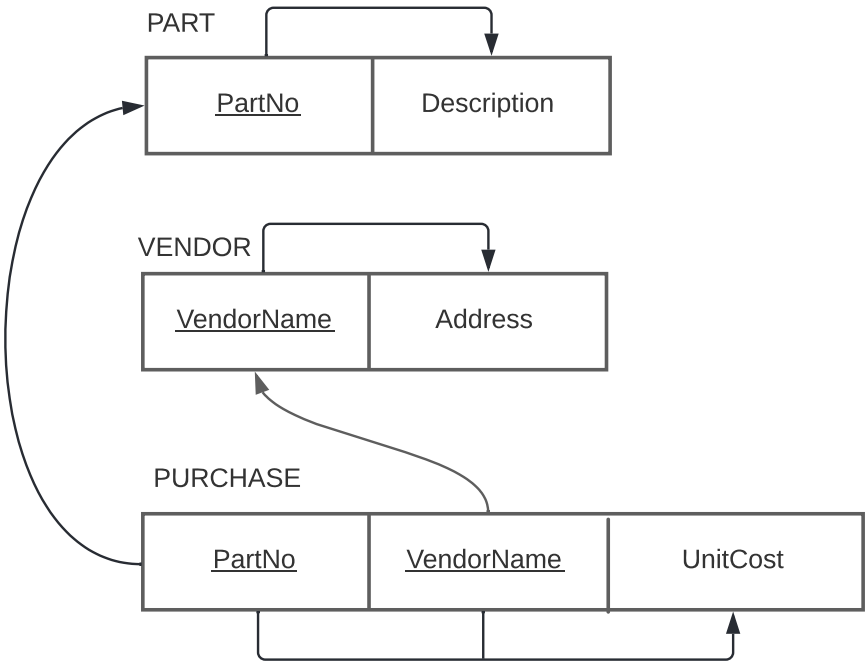 PART
PartNo Description
VENDOR
VendorName Address
PURCHASE
PartNo VendorName UnitCost